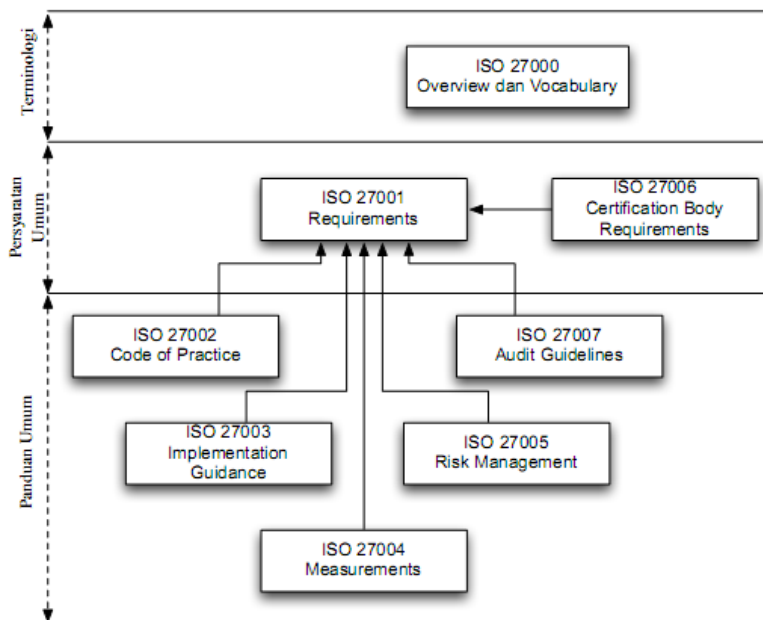 Terminologi
ISO 27000
Overview dan Vocabulary
Persyaratan
Umum
ISO 27001
Requirements
ISO 27006
Certification Body
Requirements
Panduan Umum
ISO 27002
Code of Practice
ISO 27007
Audit Guidelines
ISO 27003
Implementation
Guidance
ISO 27005
Risk Management
ISO 27004
Measurements